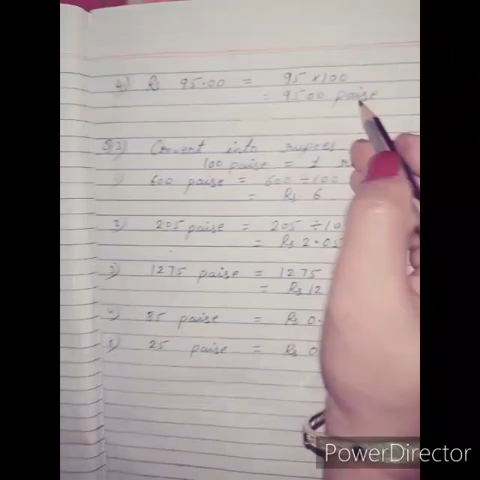 4) Rs 95.00 = 95 × 100
= 9500 paise
Q3) Convert into rupees
100 paise = 1
1) 600 paise = 600 ÷ 100
= Rs 6
2) 205 paise = 205 ÷ 10
= Rs 2.05
3) 1275 paise = 1275
= Rs 12
4) 85 paise = Rs 0.
5) 25 paise = Rs 0
PowerDirector